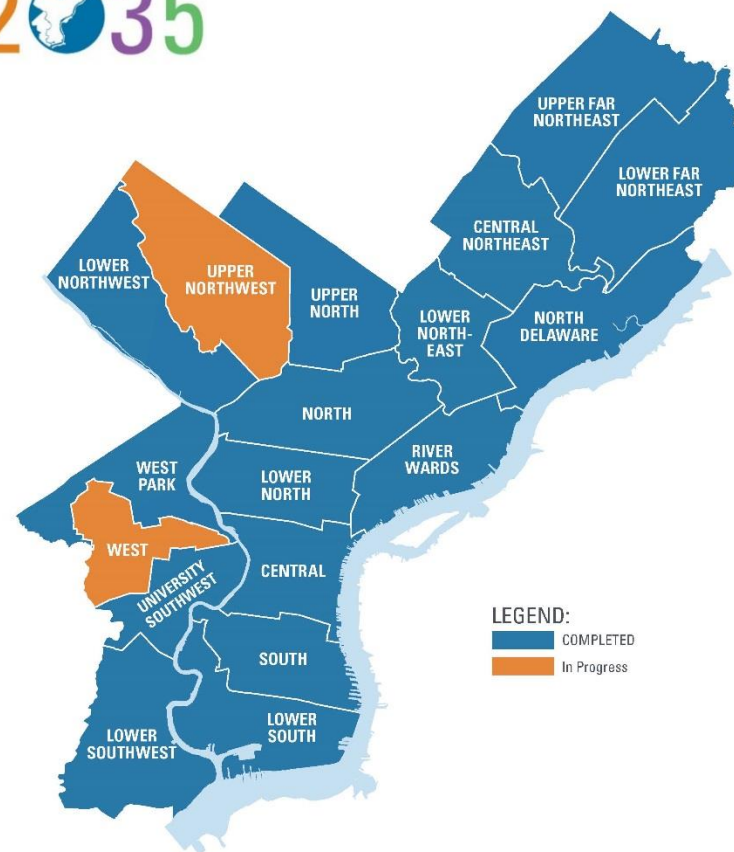 2035
UPPER FAR
NORTHEAST
LOWER FAR
NORTHEAST
CENTRAL
NORTHEAST
LOWER
NORTHWEST
UPPER
NORTHWEST
UPPER
NORTH
LOWER
NORTH-
EAST
NORTH
DELAWARE
NORTH
RIVER
WARDS
WEST
PARK
LOWER
NORTH
WEST
CENTRAL
UNIVERSITY
SOUTHWEST
LEGEND:
COMPLETED
In Progress
SOUTH
LOWER
SOUTH
LOWER
SOUTHWEST